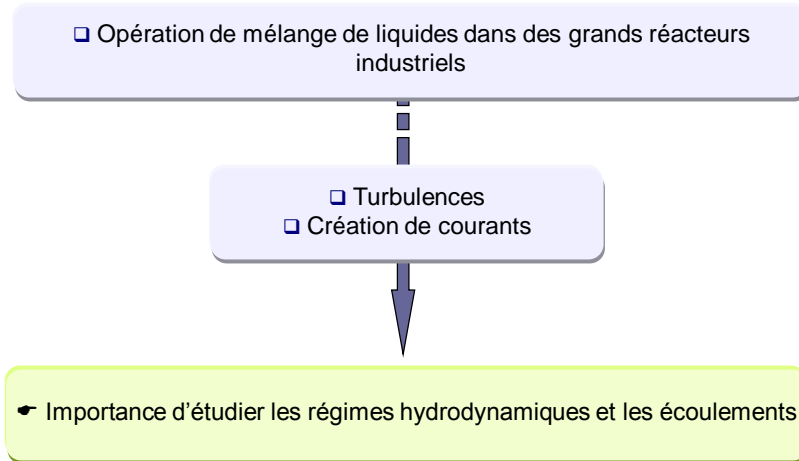 ❑ Opération de mélange de liquides dans des grands réacteurs
industriels
❑ Turbulences
❑ Création de courants
☛ Importance d’étudier les régimes hydrodynamiques et les écoulements